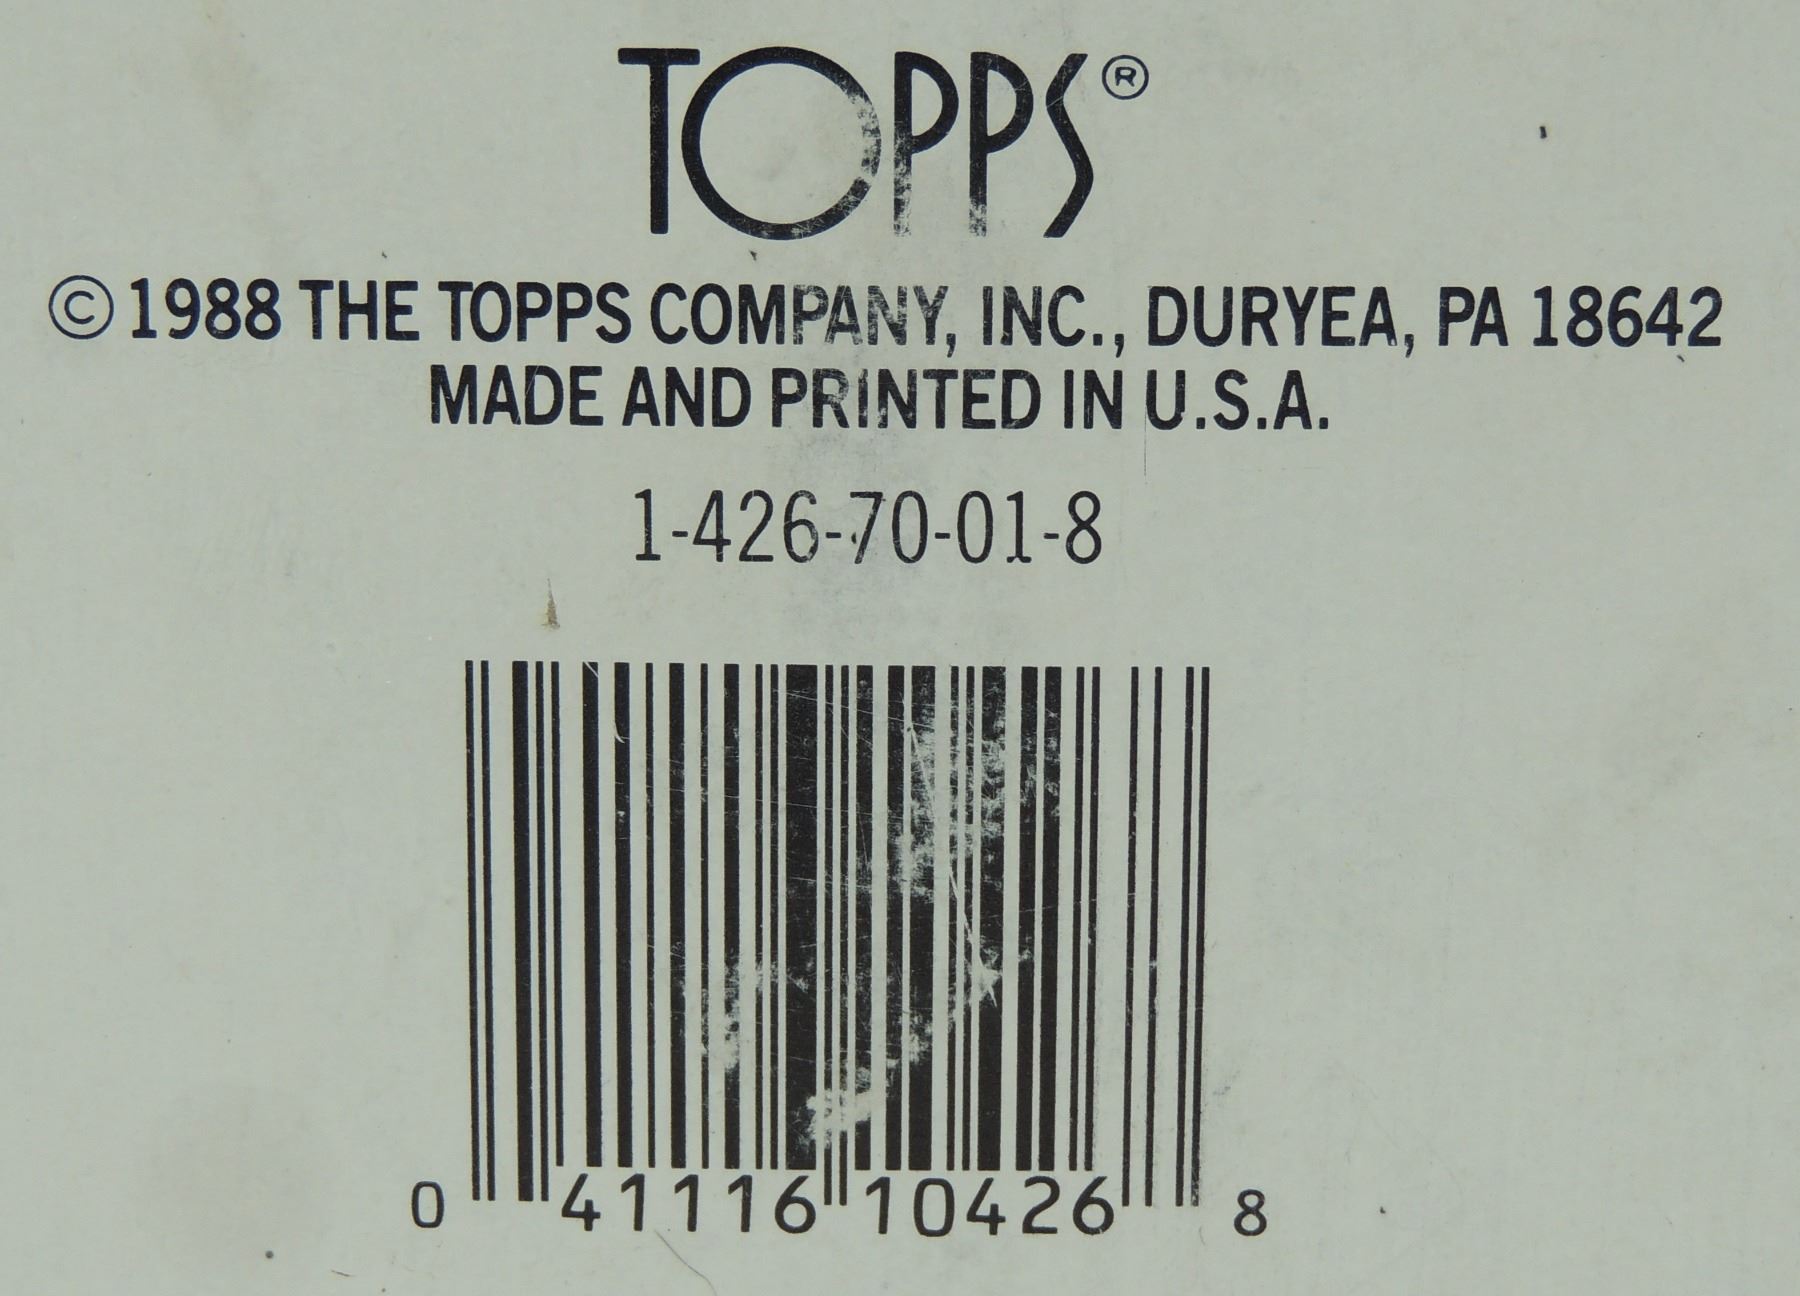 TOPPS®
© 1988 THE TOPPS COMPANY, INC., DURYEA, PA 18642
MADE AND PRINTED IN U.S.A.
1-426-70-01-8
0 41116 10426 8